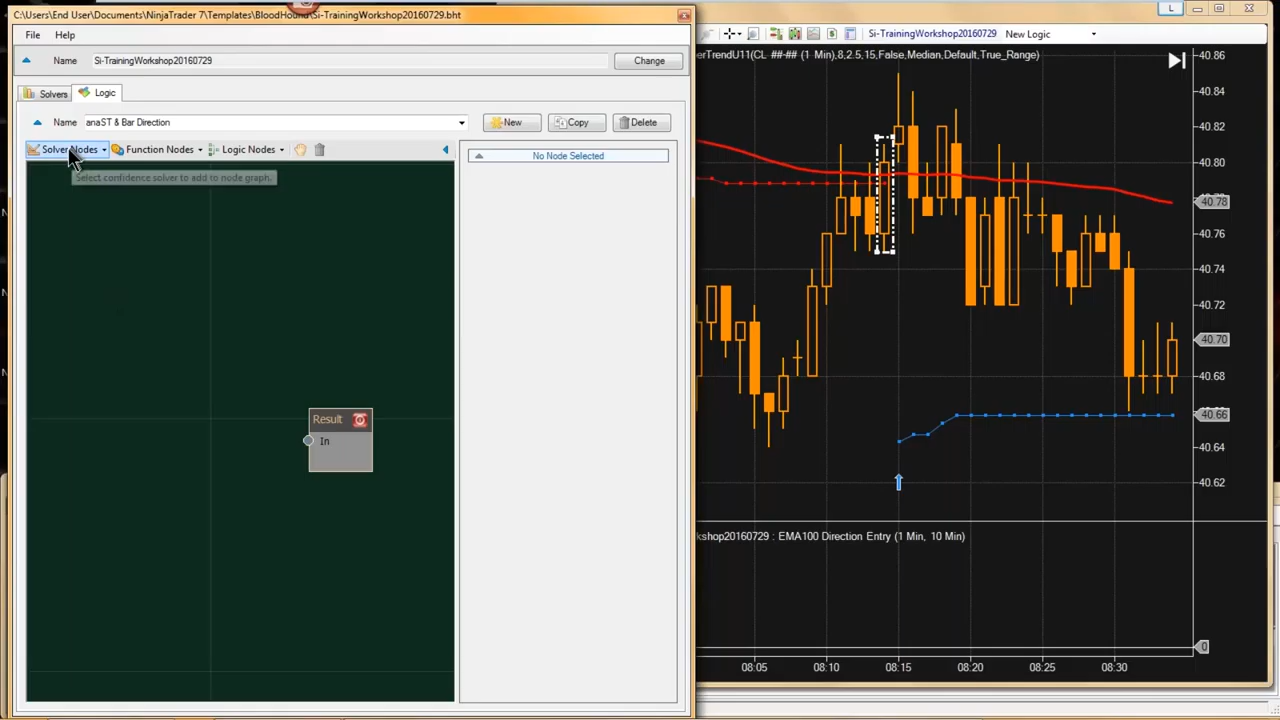 C:\Users\End User\Documents\NinjaTrader 7\Templates\BloodHound\Si-TrainingWorkshop20160729.bht
File Help
Name Si-TrainingWorkshop20160729 Change
Solvers Logic
Name anaST & Bar Direction New Copy Delete
Solver Nodes Function Nodes Logic Nodes
No Node Selected
Select confidence solver to add to node graph.
Result
In
L
Si-TrainingWorkshop20160729 New Logic
erTrendU11(CL ##-## (1 Min),8,2.5,15,False,Median,Default,True_Range)
40.86
40.84
40.82
40.80
40.78
40.76
40.74
40.72
40.70
40.68
40.66
40.64
40.62
kshop20160729 : EMA100 Direction Entry (1 Min, 10 Min)
0
08:05 08:10 08:15 08:20 08:25 08:30